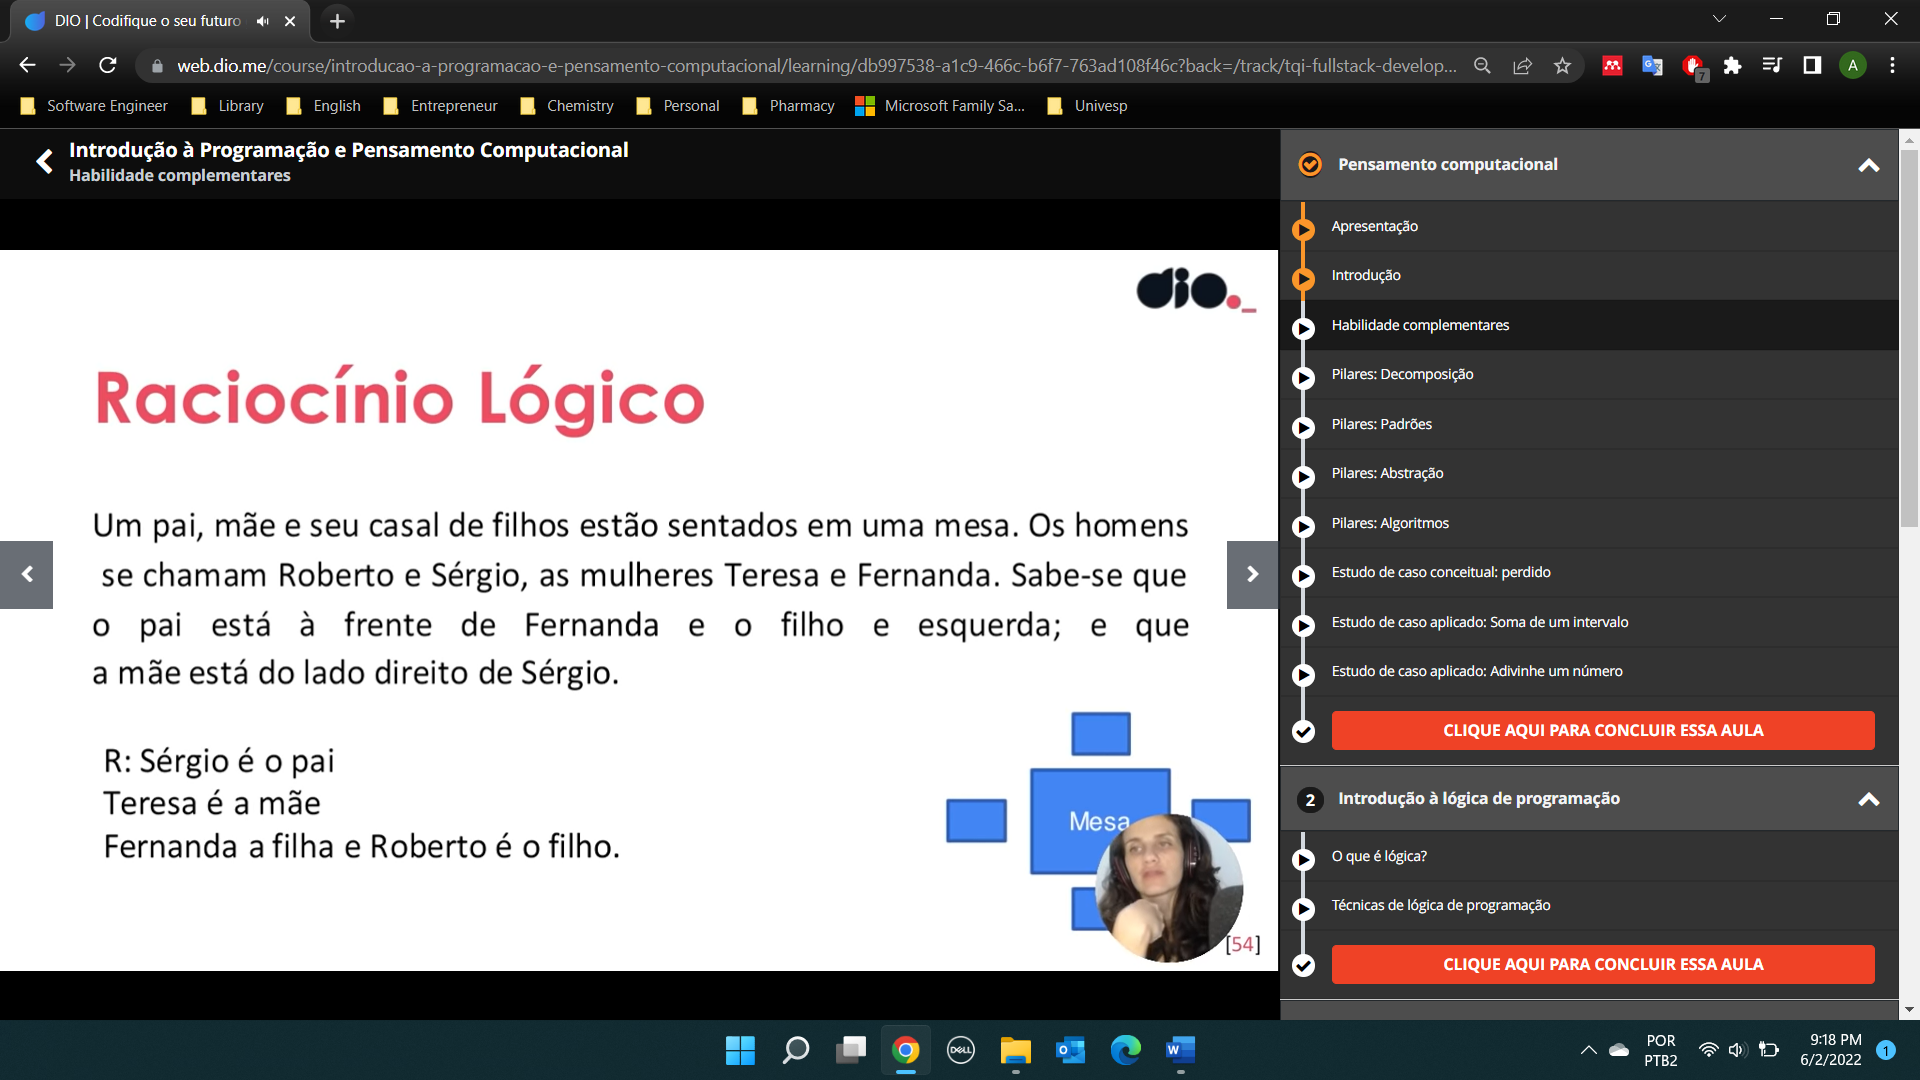 DIO | Codifique o seu futuro
web.dio.me/course/introducao-a-programacao-e-pensamento-computacional/learning/db997538-a1c9-466c-b6f7-763ad108f46c?back=/track/tqi-fullstack-develop...
7
A
Software Engineer
Library
English
Entrepreneur
Chemistry
Personal
Pharmacy
Microsoft Family Sa...
Univesp
Introdução à Programação e Pensamento Computacional
Habilidade complementares
dio._
Raciocínio Lógico
Um pai, mãe e seu casal de filhos estão sentados em uma mesa. Os homens
se chamam Roberto e Sérgio, as mulheres Teresa e Fernanda. Sabe-se que
o pai está à frente de Fernanda e o filho e esquerda; e que
a mãe está do lado direito de Sérgio.
R: Sérgio é o pai
Teresa é a mãe
Fernanda a filha e Roberto é o filho.
Mesa
[54]
Pensamento computacional
Apresentação
Introdução
Habilidade complementares
Pilares: Decomposição
Pilares: Padrões
Pilares: Abstração
Pilares: Algoritmos
Estudo de caso conceitual: perdido
Estudo de caso aplicado: Soma de um intervalo
Estudo de caso aplicado: Adivinhe um número
CLIQUE AQUI PARA CONCLUIR ESSA AULA
2 Introdução à lógica de programação
O que é lógica?
Técnicas de lógica de programação
CLIQUE AQUI PARA CONCLUIR ESSA AULA
DELL
W
POR
PTB2
9:18 PM
6/2/2022
1